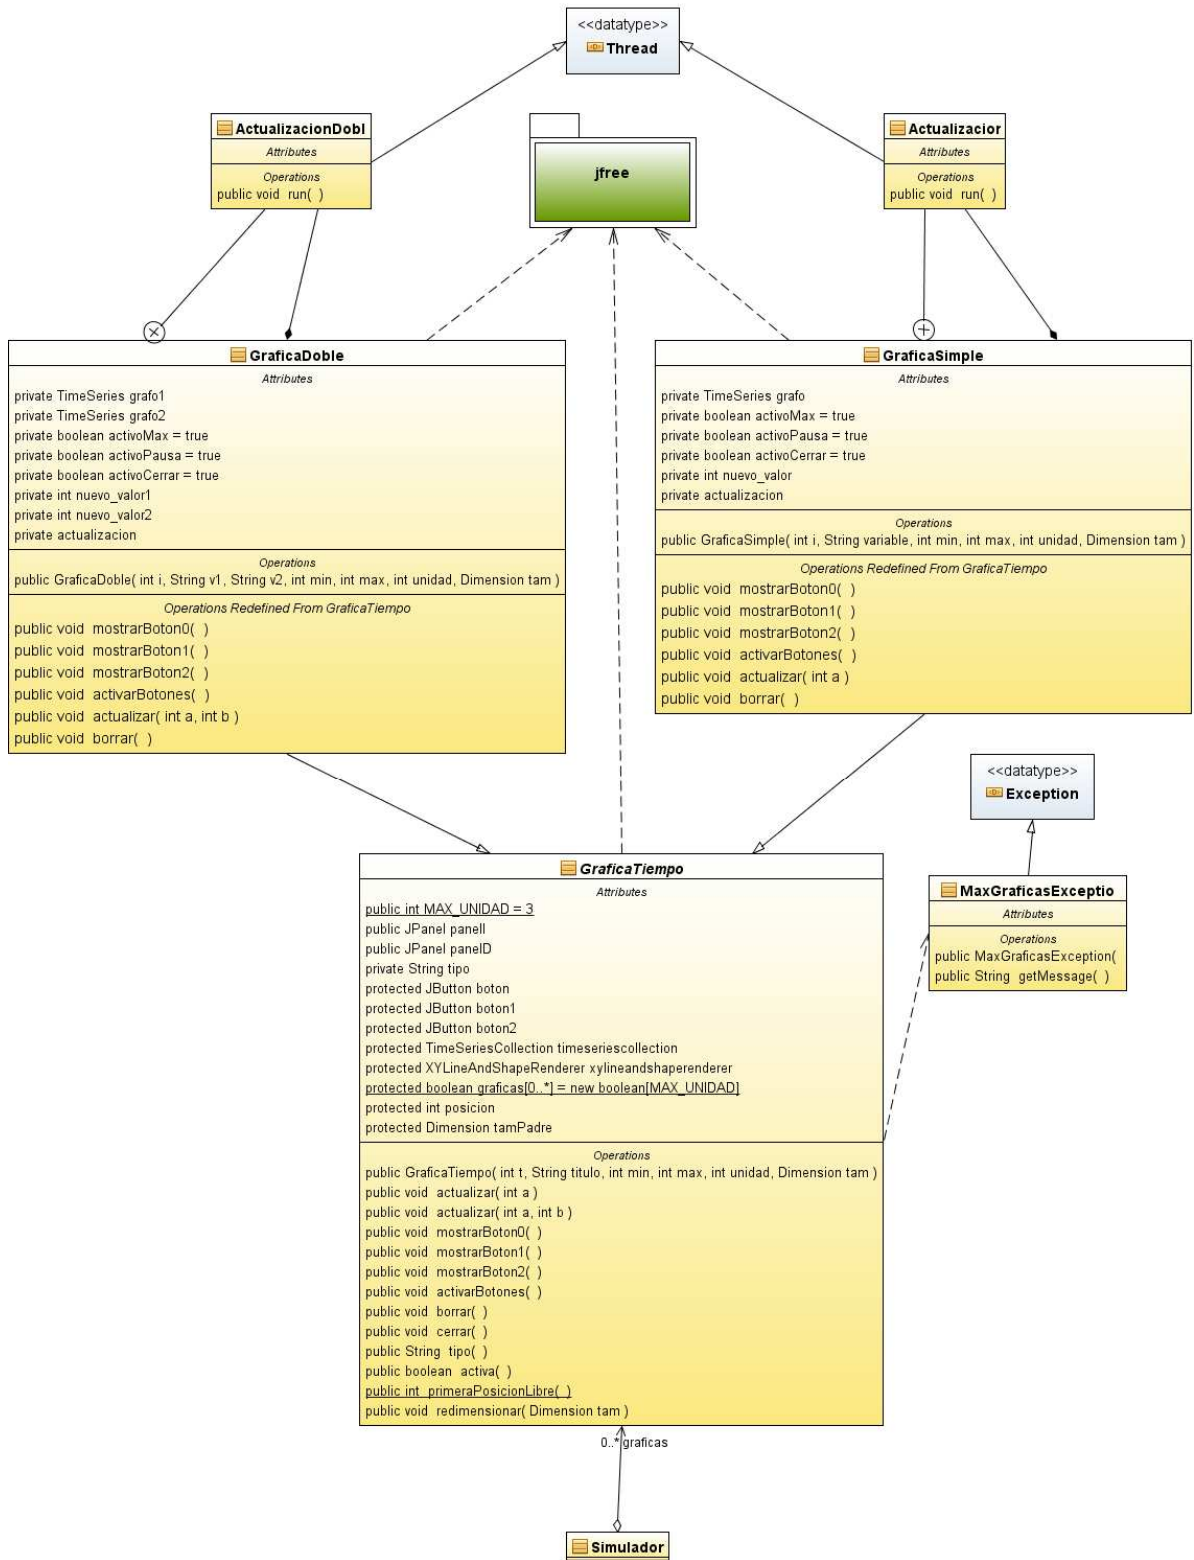 <<datatype>>
Thread
ActualizacionDobl
Attributes
Operations
public void run( )
jfree
Actualizacior
Attributes
Operations
public void run( )
GraficaDoble
Attributes
private TimeSeries grafo1
private TimeSeries grafo2
private boolean activoMax = true
private boolean activoPausa = true
private boolean activoCerrar = true
private int nuevo_valor1
private int nuevo_valor2
private actualizacion
Operations
public GraficaDoble( int i, String v1, String v2, int min, int max, int unidad, Dimension tam )
Operations Redefined From GraficaTiempo
public void mostrarBoton0( )
public void mostrarBoton1( )
public void mostrarBoton2( )
public void activarBotones( )
public void actualizar( int a, int b )
public void borrar( )
GraficaSimple
Attributes
private TimeSeries grafo
private boolean activoMax = true
private boolean activoPausa = true
private boolean activoCerrar = true
private int nuevo_valor
private actualizacion
Operations
public GraficaSimple( int i, String variable, int min, int max, int unidad, Dimension tam )
Operations Redefined From GraficaTiempo
public void mostrarBoton0( )
public void mostrarBoton1( )
public void mostrarBoton2( )
public void activarBotones( )
public void actualizar( int a )
public void borrar( )
<<datatype>>
Exception
MaxGraficasExceptio
Attributes
Operations
public MaxGraficasException(
public String getMessage( )
GraficaTiempo
Attributes
public int MAX_UNIDAD = 3
public JPanel panelI
public JPanel panelD
private String tipo
protected JButton boton
protected JButton boton1
protected JButton boton2
protected TimeSeriesCollection timeseriescollection
protected XYLineAndShapeRenderer xylineandshaperenderer
protected boolean graficas[0..*] = new boolean[MAX_UNIDAD]
protected int posicion
protected Dimension tamPadre
Operations
public GraficaTiempo( int t, String titulo, int min, int max, int unidad, Dimension tam )
public void actualizar( int a )
public void actualizar( int a, int b )
public void mostrarBoton0( )
public void mostrarBoton1( )
public void mostrarBoton2( )
public void activarBotones( )
public void borrar( )
public void cerrar( )
public String tipo( )
public boolean activa( )
public int primeraPosicionLibre( )
public void redimensionar( Dimension tam )
0..* graficas
Simulador